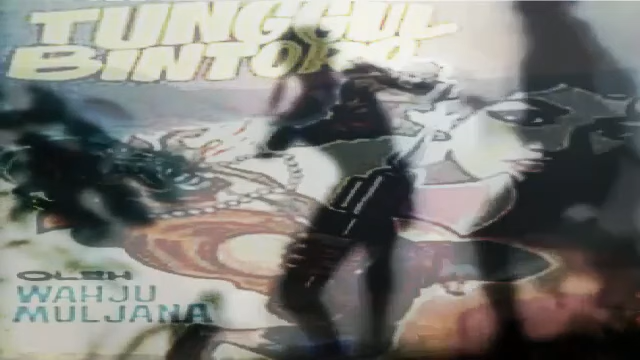 TUNGGUL
BINTORO
OLEH
WAHJU
MULJANA